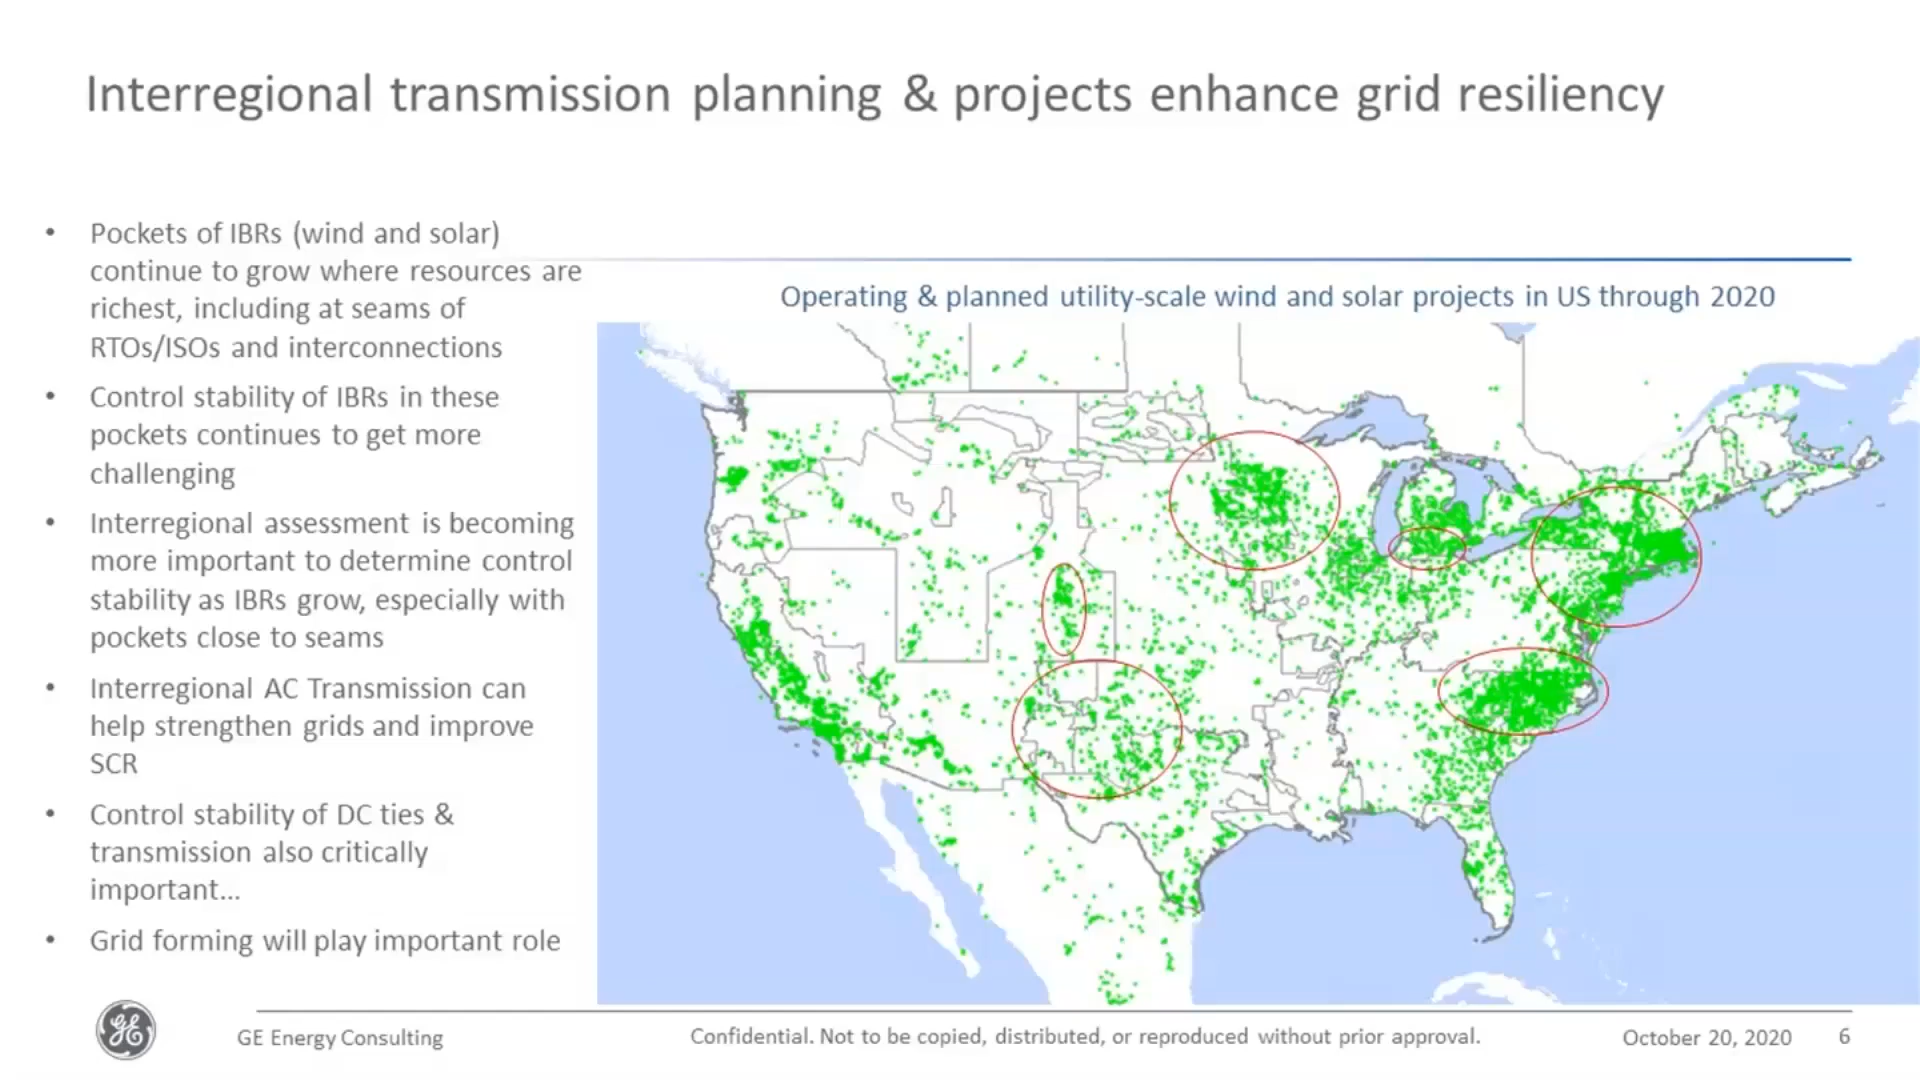 Interregional transmission planning & projects enhance grid resiliency
• Pockets of IBRs (wind and solar)
continue to grow where resources are
richest, including at seams of
RTOs/ISOs and interconnections
• Control stability of IBRs in these
pockets continues to get more
challenging
• Interregional assessment is becoming
more important to determine control
stability as IBRs grow, especially with
pockets close to seams
• Interregional AC Transmission can
help strengthen grids and improve
SCR
• Control stability of DC ties &
transmission also critically
important...
• Grid forming will play important role
Operating & planned utility-scale wind and solar projects in US through 2020
GE
GE Energy Consulting
Confidential. Not to be copied, distributed, or reproduced without prior approval.
October 20, 2020
6